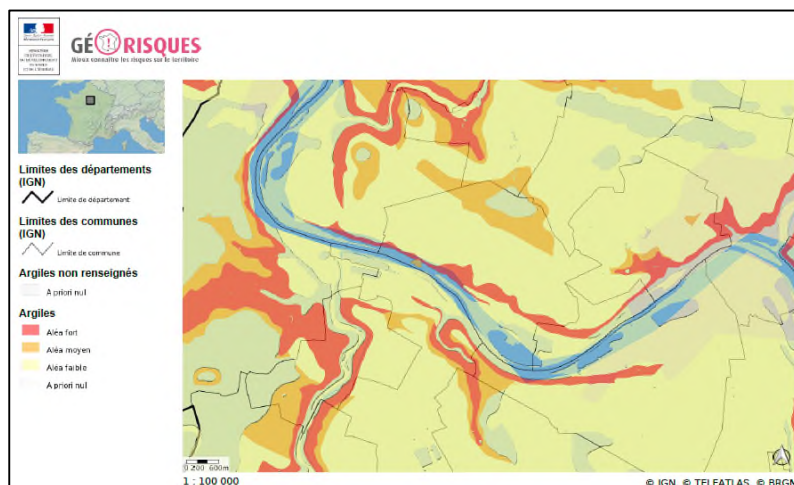 GÉORISQUES
Mieux connaître les risques sur le territoire
Limites des départements
(IGN)
Limite de département
Limites des communes
(IGN)
Limite de commune
Argiles non renseignés
A priori nul
Argiles
Aléa fort
Aléa moyen
Aléa faible
A priori nul
0 200 600m
1 : 100 000
© IGN, © TELEATLAS, © BRGM